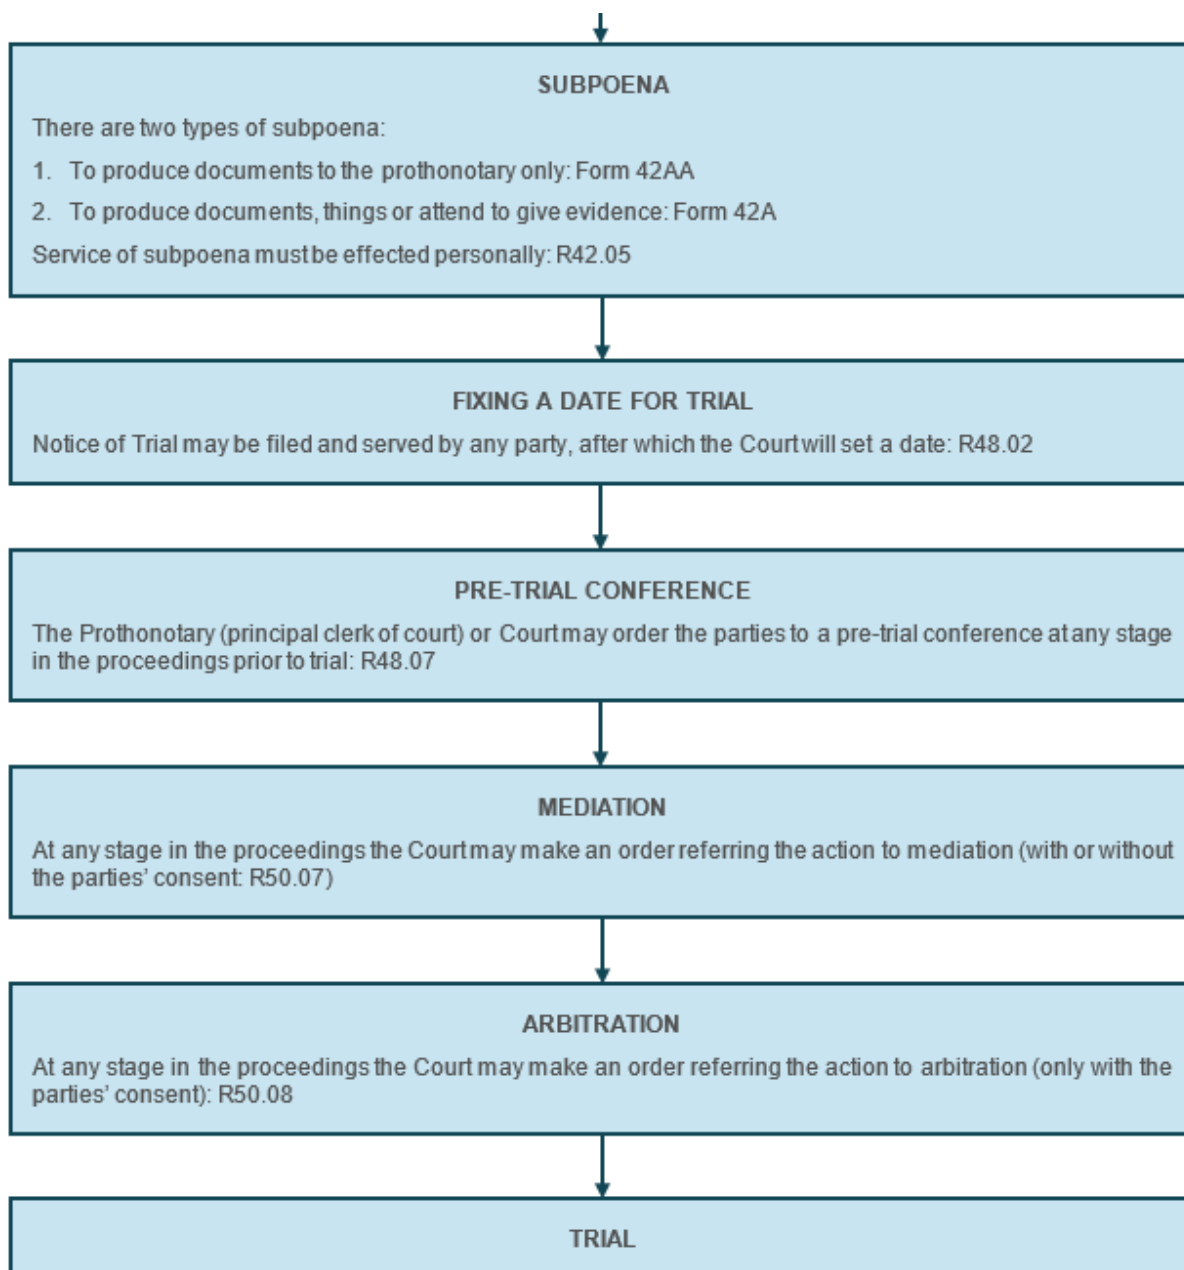 SUBPOENA
There are two types of subpoena:
1. To produce documents to the prothonotary only: Form 42AA
2. To produce documents, things or attend to give evidence: Form 42A
Service of subpoena must be effected personally: R42.05
FIXING A DATE FOR TRIAL
Notice of Trial may be filed and served by any party, after which the Court will set a date: R48.02
PRE-TRIAL CONFERENCE
The Prothonotary (principal clerk of court) or Court may order the parties to a pre-trial conference at any stage
in the proceedings prior to trial: R48.07
MEDIATION
At any stage in the proceedings the Court may make an order referring the action to mediation (with or without
the parties’ consent: R50.07)
ARBITRATION
At any stage in the proceedings the Court may make an order referring the action to arbitration (only with the
parties’ consent): R50.08
TRIAL